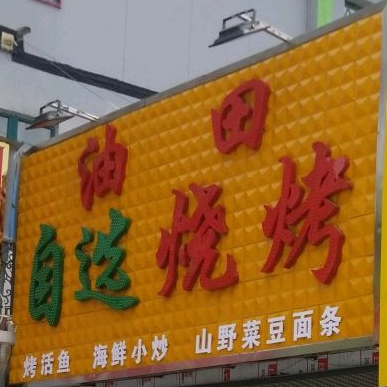 油田
自选烧烤
烤活鱼 海鲜小炒 山野菜豆面条